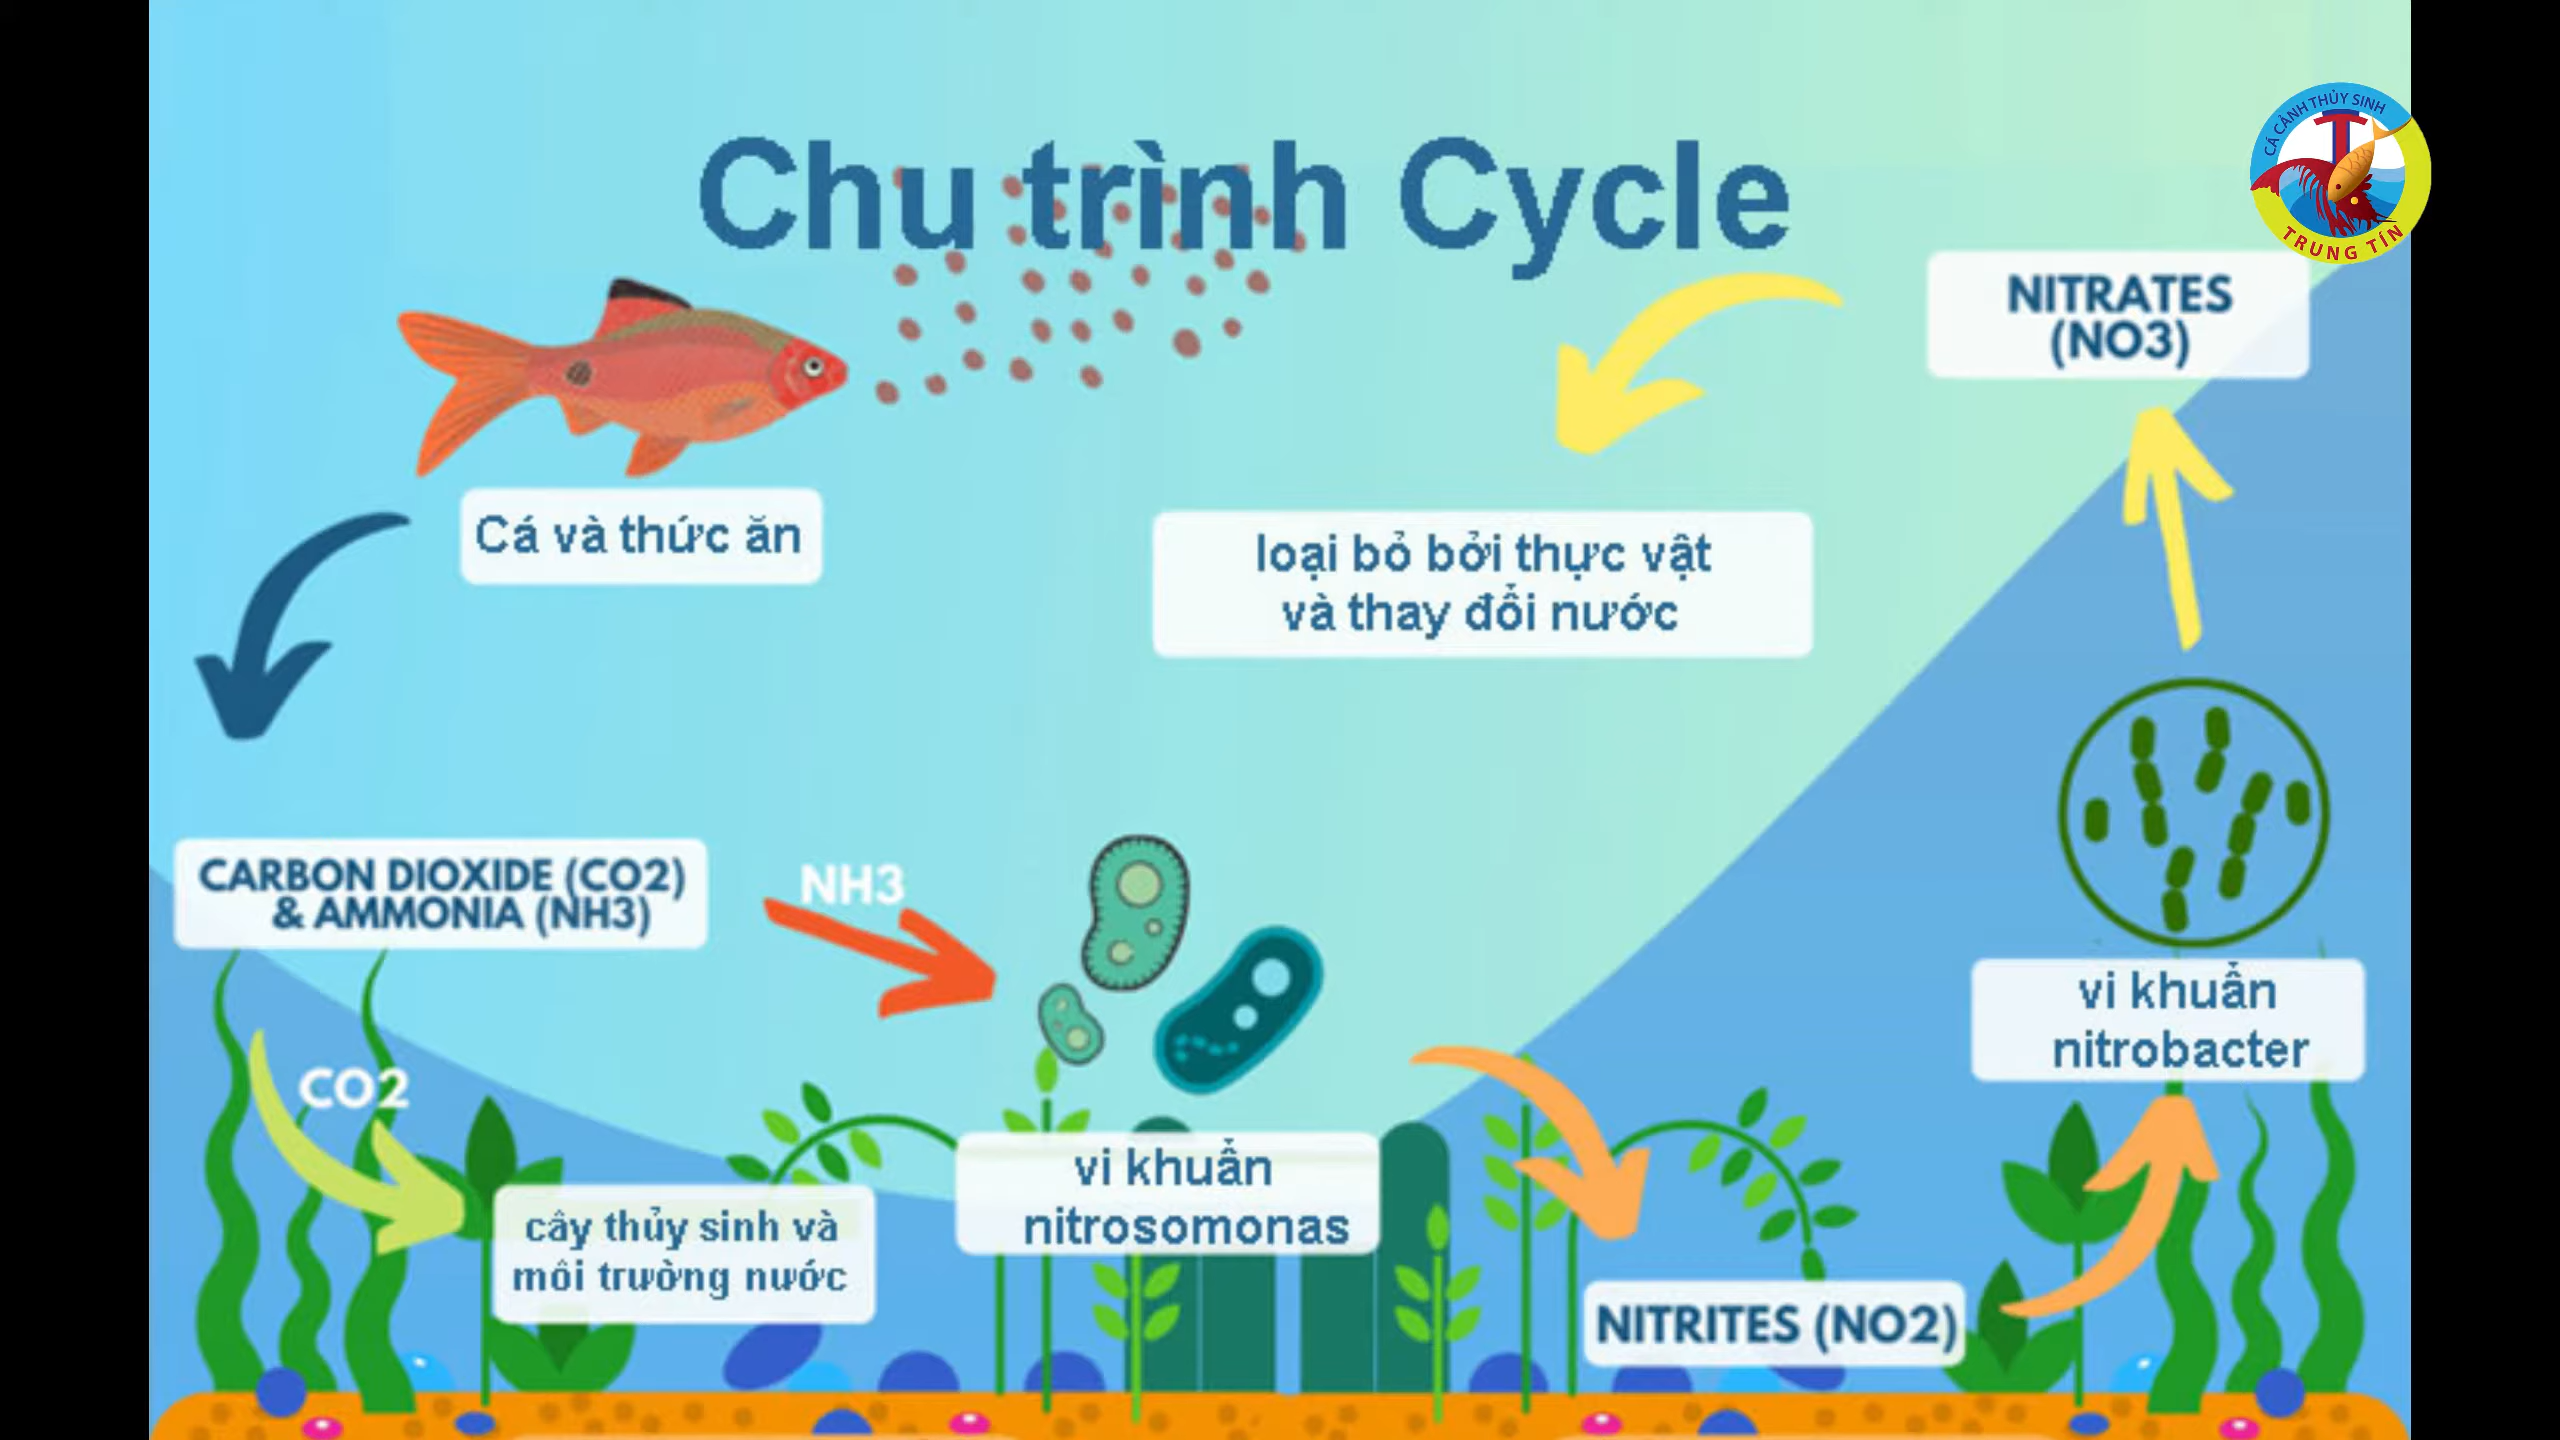 Chu trình Cycle
CÁ CẢNH THỦY SINH
T
TRUNG TÍN
NITRATES
(NO3)
Cá và thức ăn
loại bỏ bởi thực vật
và thay đổi nước
CARBON DIOXIDE (CO2)
& AMMONIA (NH3)
NH3
vi khuẩn
nitrobacter
CO2
vi khuẩn
nitrosomonas
cây thủy sinh và
môi trường nước
NITRITES (NO2)